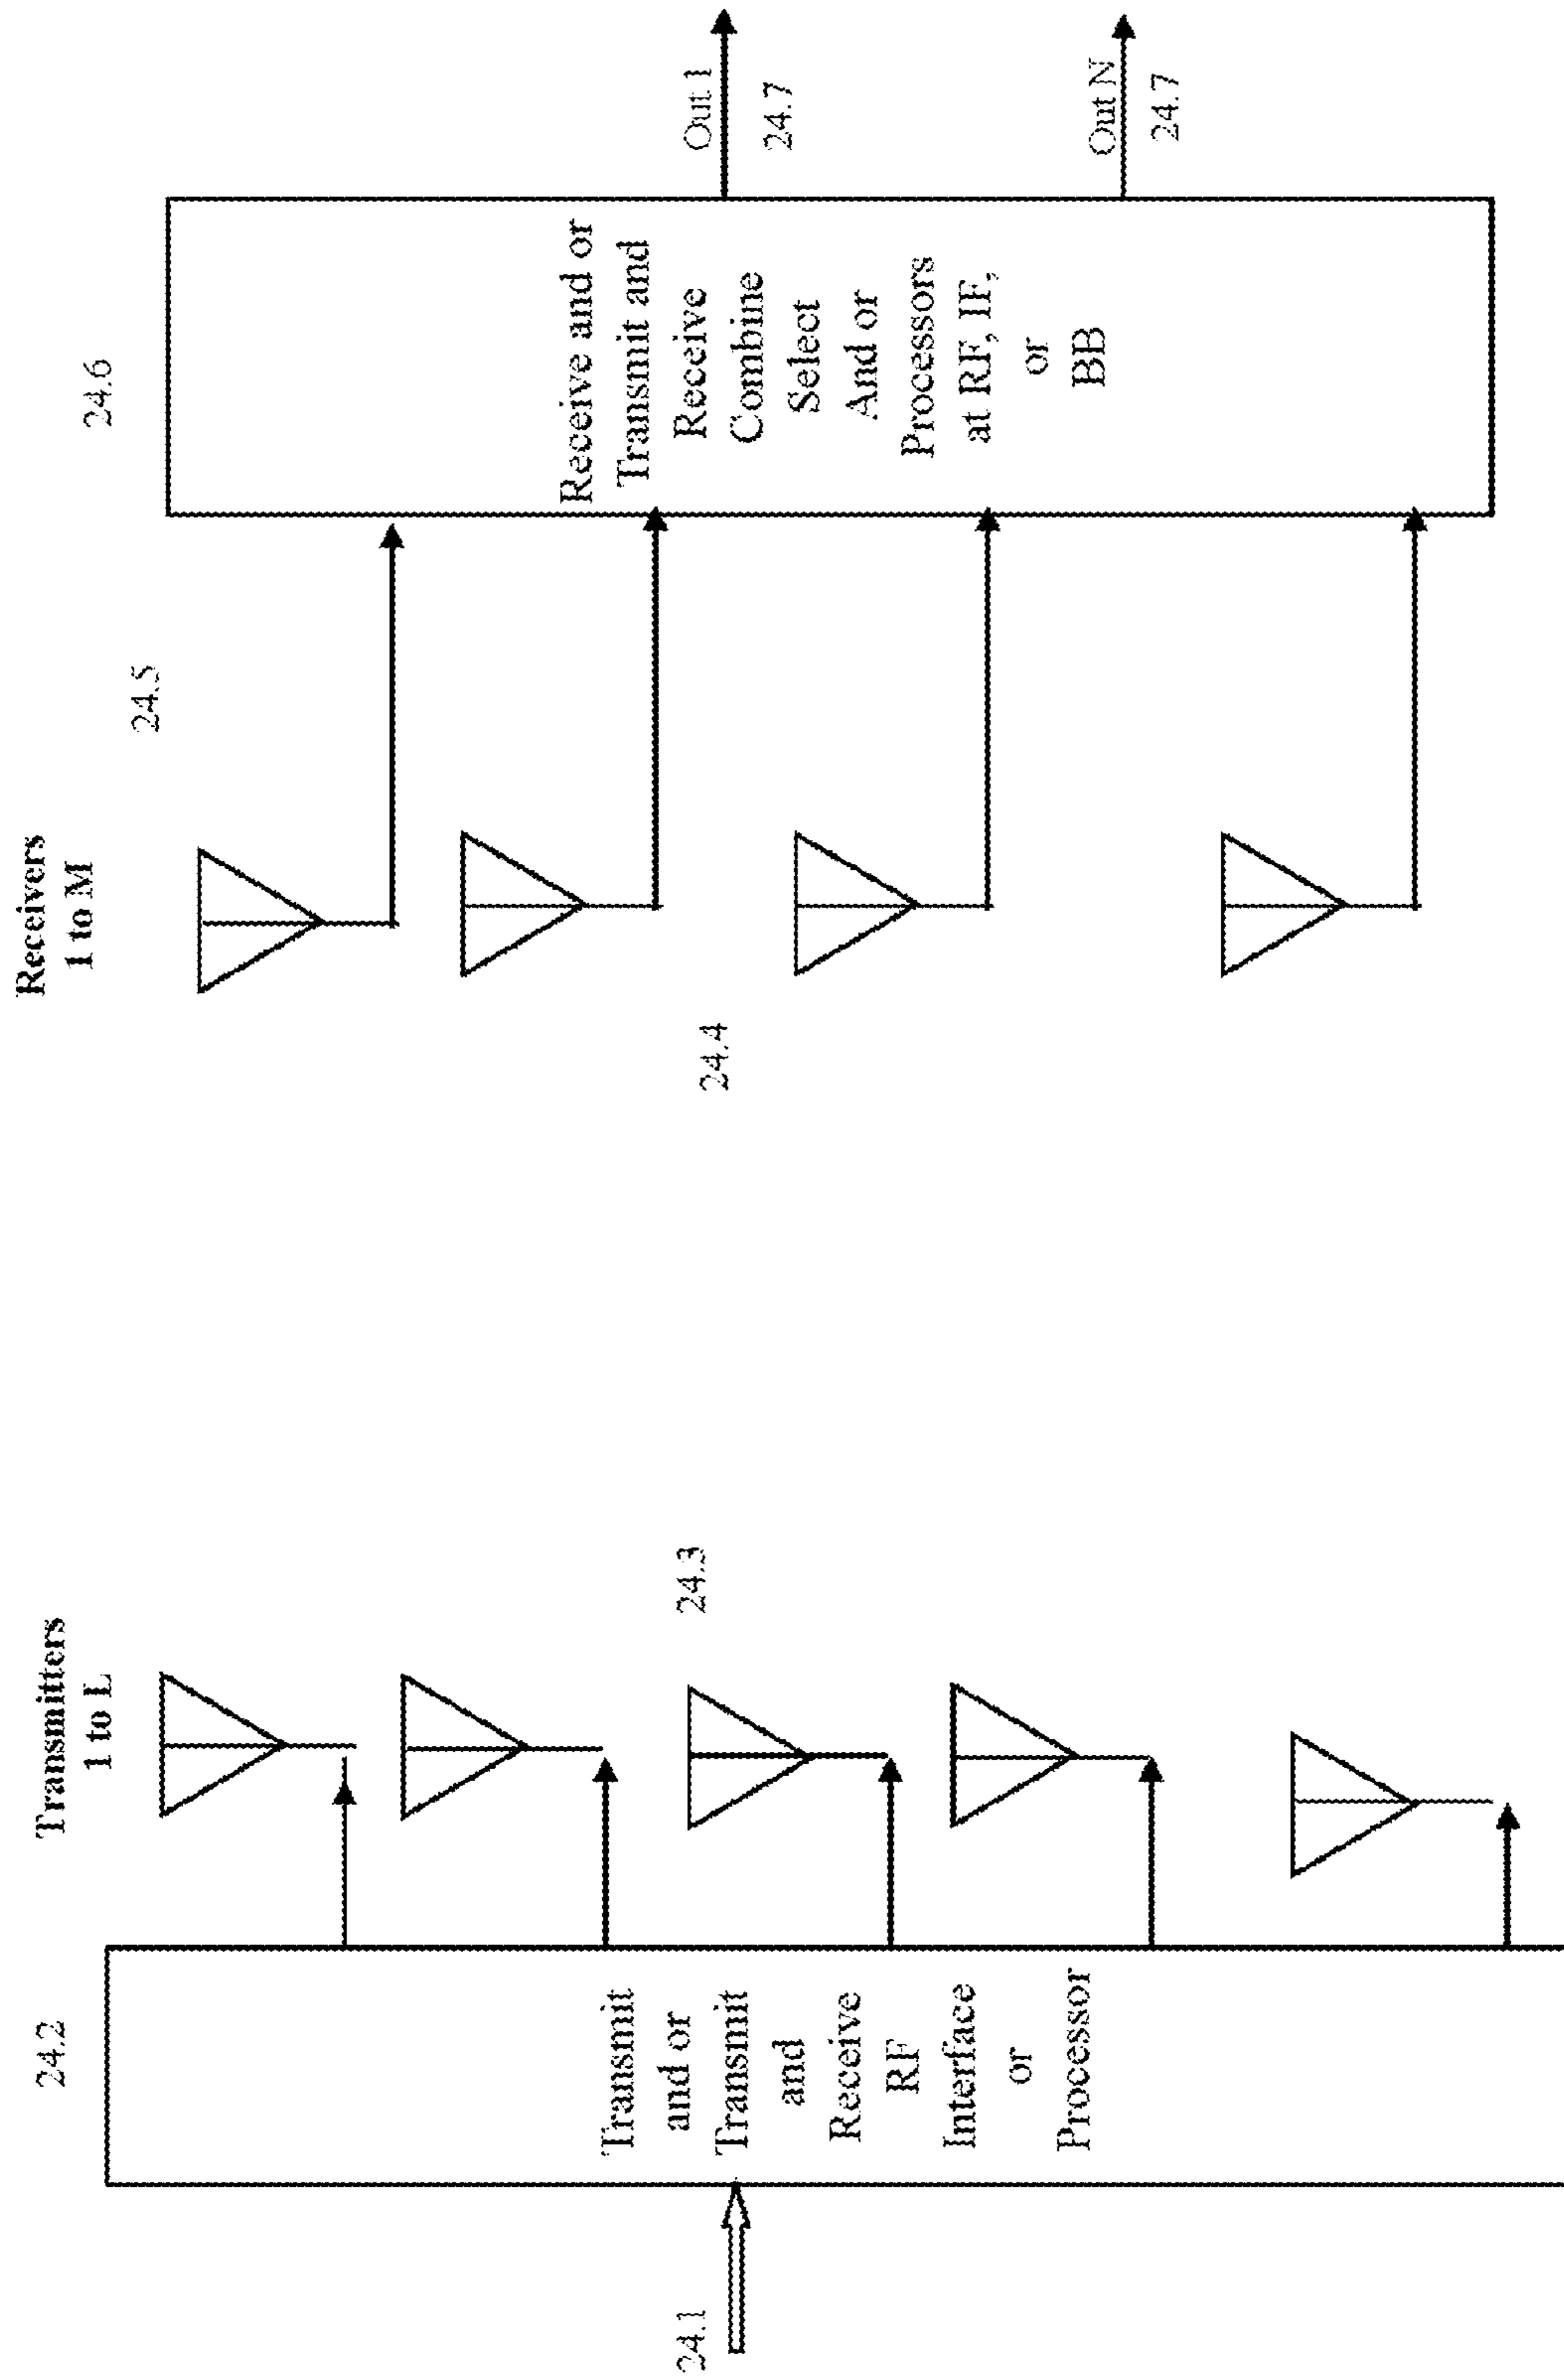 24.1
24.2
Transmit
and or
Transmit
and
Receive
RF
Interface
or
Processor
Transmitters
1 to L
24.3
24.4
Receivers
1 to M
24.5
24.6
Receive and or
Transmit and
Receive
Combine
Select
And or
Processors
at RF, IF,
or
BB
Out 1
24.7
Out N
24.7